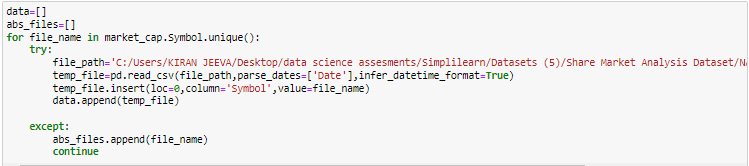 data=[]
abs_files=[]
for file_name in market_cap.Symbol.unique():
    try:
        file_path='C:/Users/KIRAN JEEVA/Desktop/data science assesments/Simplilearn/Datasets (5)/Share Market Analysis Dataset/N
        temp_file=pd.read_csv(file_path,parse_dates=['Date'],infer_datetime_format=True)
        temp_file.insert(loc=0,column='Symbol',value=file_name)
        data.append(temp_file)
    except:
        abs_files.append(file_name)
        continue